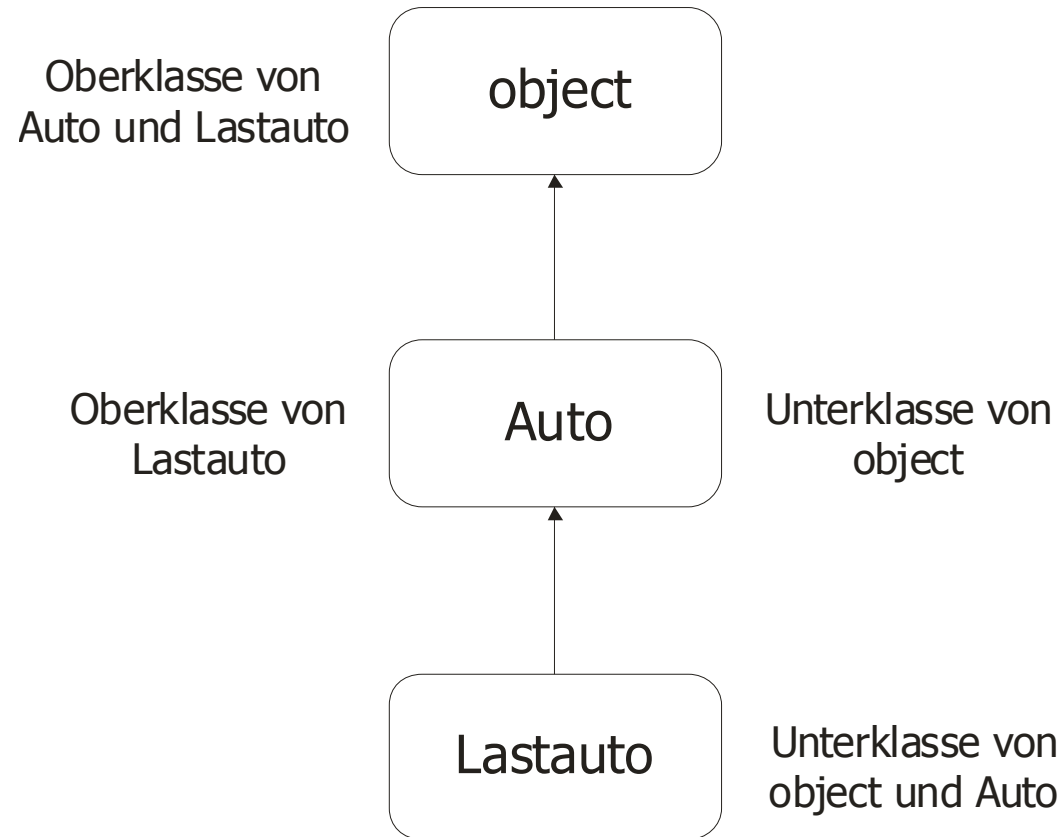 Oberklasse von
Auto und Lastauto
object
Oberklasse von
Lastauto
Auto
Unterklasse von
object
Lastauto
Unterklasse von
object und Auto